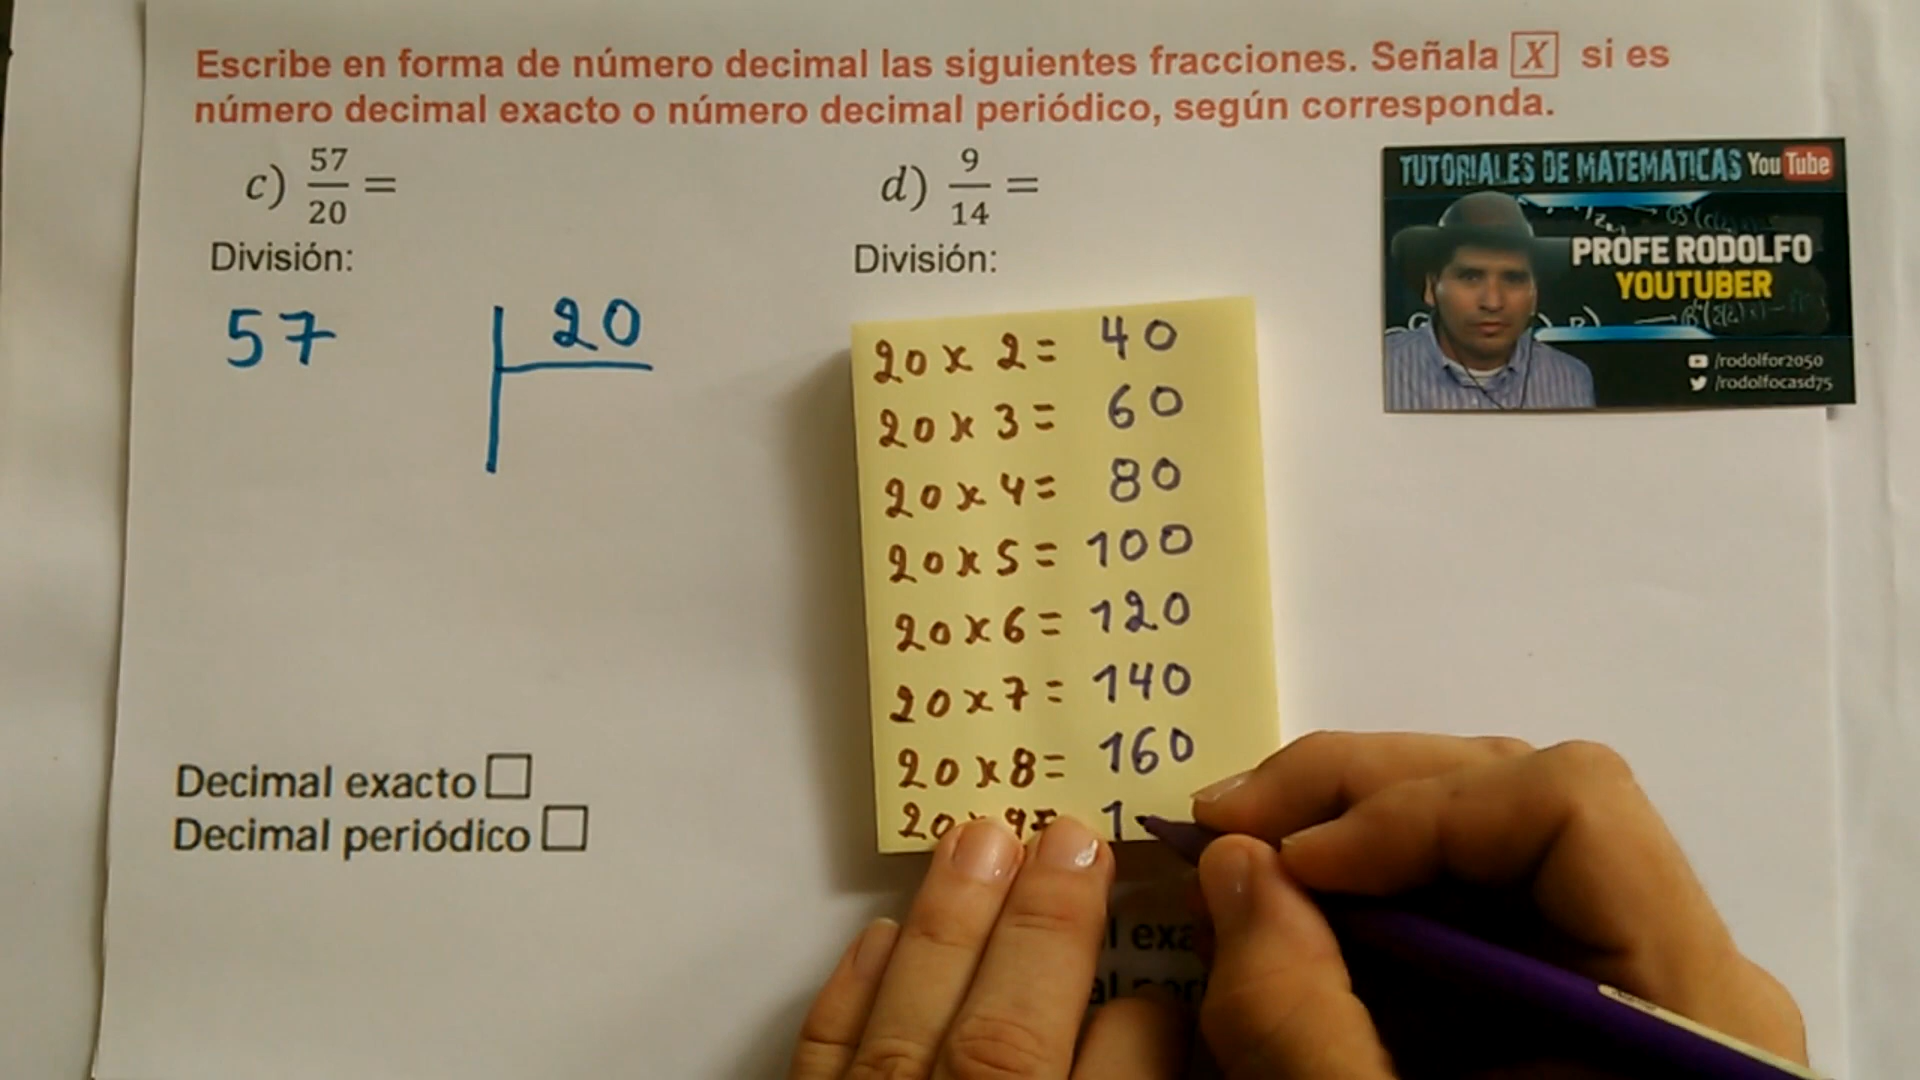 Escribe en forma de número decimal las siguientes fracciones. Señala X si es
número decimal exacto o número decimal periódico, según corresponda.
c) 57/20 =
División:
57 20
Decimal exacto
Decimal periódico
d) 9/14 =
División:
20 x 2 = 40
20 x 3 = 60
20 x 4 = 80
20 x 5 = 100
20 x 6 = 120
20 x 7 = 140
20 x 8 = 160
20 x 9 = 1
TUTORIALES DE MATEMATICAS YouTube
PROFE RODOLFO
YOUTUBER
/rodolfor2050
/rodolfocasd75